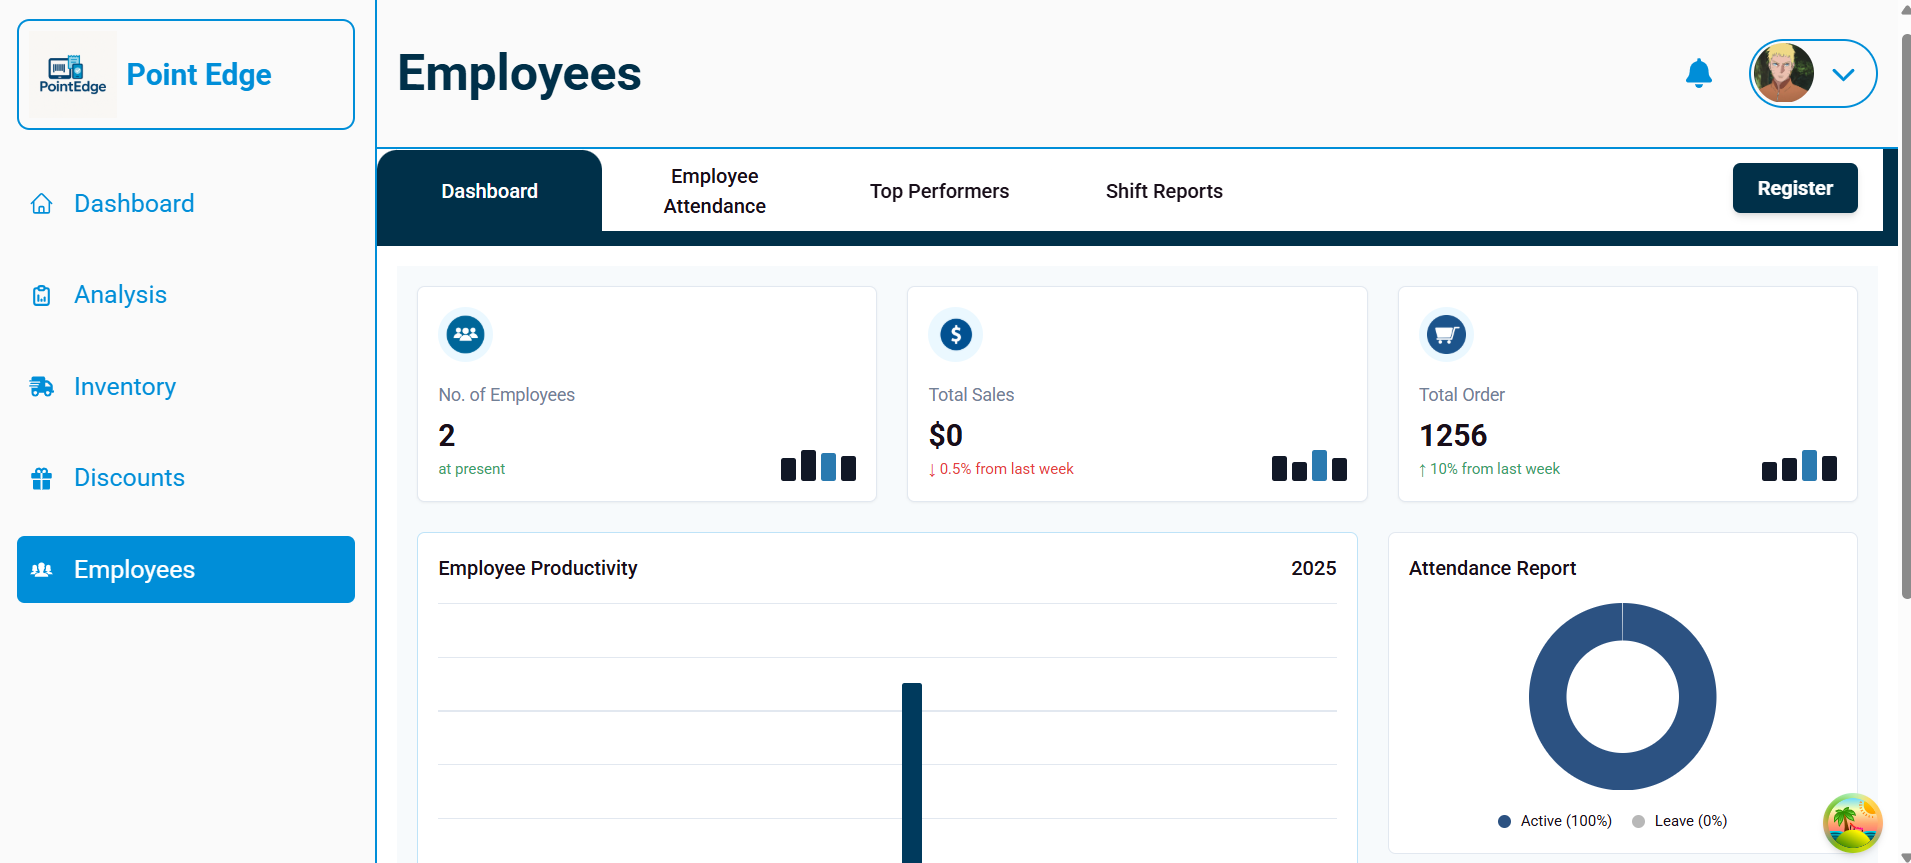 PointEdge
Point Edge
Dashboard
Analysis
Inventory
Discounts
Employees
Employees
Dashboard
Employee
Attendance
Top Performers
Shift Reports
Register
No. of Employees
2
at present
$
Total Sales
$0
↓ 0.5% from last week
Total Order
1256
↑ 10% from last week
Employee Productivity
2025
Attendance Report
Active (100%)
Leave (0%)